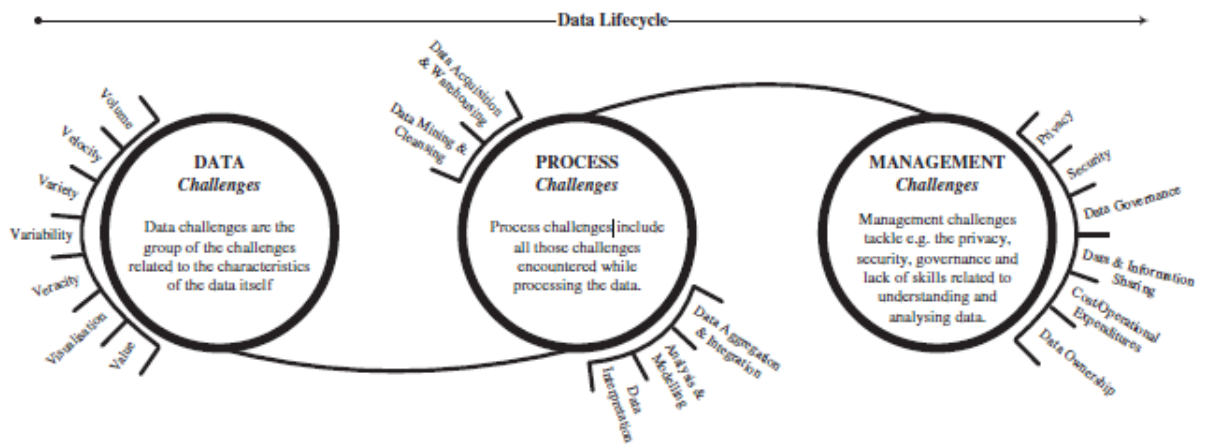 Data Lifecycle
Volume
Velocity
Variety
Variability
Veracity
Visualisation
Value
DATA
Challenges
Data challenges are the
group of the challenges
related to the characteristics
of the data itself
Data Acquisition
& Warehousing
Data Mining &
Cleansing
PROCESS
Challenges
Process challenges include
all those challenges
encountered while
processing the data.
Data Aggregation
& Integration
Analysis &
Modelling
Data
Interpretation
MANAGEMENT
Challenges
Management challenges
tackle e.g. the privacy,
security, governance and
lack of skills related to
understanding and
analysing data.
Privacy
Security
Data Governance
Data & Information
Sharing
Cost/Operational
Expenditures
Data Ownership